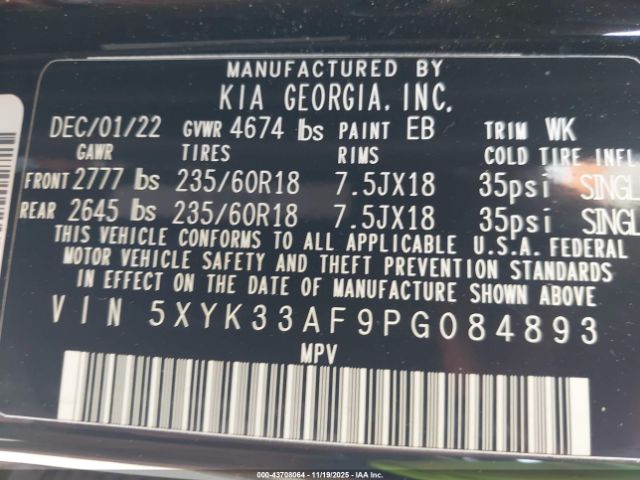 MANUFACTURED BY
KIA GEORGIA, INC.
DEC/01/22 GVWR 4674 lbs PAINT EB TRIM WK
GAWR TIRES RIMS COLD TIRE INFL
FRONT 2777 lbs 235/60R18 7.5JX18 35psi SINGL
REAR 2645 lbs 235/60R18 7.5JX18 35psi SINGL
THIS VEHICLE CONFORMS TO ALL APPLICABLE U.S.A. FEDERAL
MOTOR VEHICLE SAFETY AND THEFT PREVENTION STANDARDS
IN EFFECT ON THE DATE OF MANUFACTURE SHOWN ABOVE.
VIN 5XYK33AF9PG084893
MPV
000-43708064 | 11/19/2025 | IAA Inc.